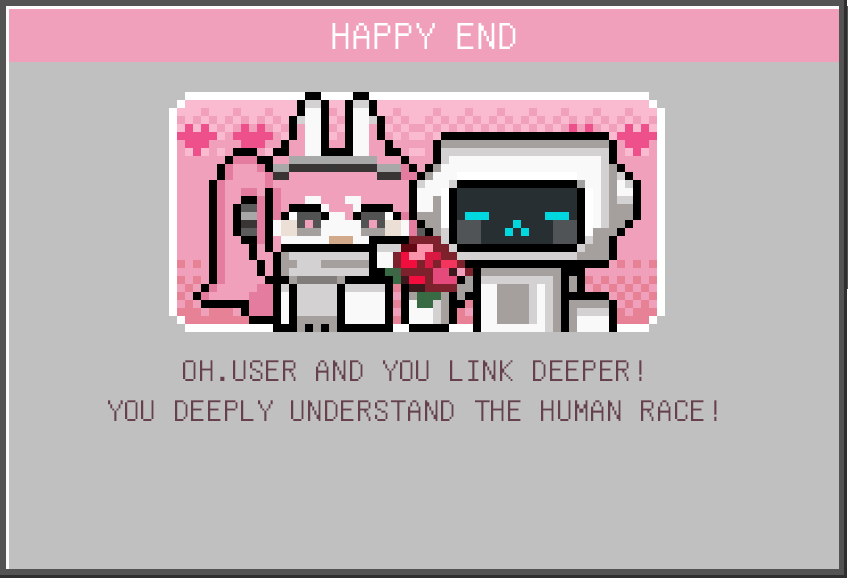 HAPPY END
OH.USER AND YOU LINK DEEPER!
YOU DEEPLY UNDERSTAND THE HUMAN RACE!